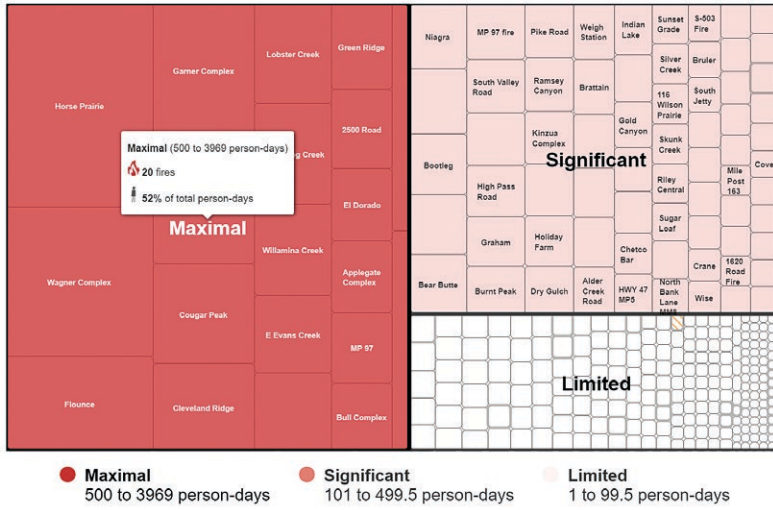 Horse Prairie
Wagner Complex
Flounce
Garner Complex
Cougar Peak
Cleveland Ridge
Lobster Creek
g Creek
Willamina Creek
E Evans Creek
Green Ridge
2500 Road
El Dorado
Applegate
Complex
MP 97
Bull Complex
Maximal (500 to 3969 person-days)
20 fires
52% of total person-days
Maximal
Niagra
Bootleg
Bear Butte
MP 97 fire
South Valley
Road
High Pass
Road
Graham
Burnt Peak
Pike Road
Ramsey
Canyon
Kinzua
Complex
Holiday
Farm
Dry Gulch
Weigh
Station
Brattain
Alder
Creek
Road
Indian
Lake
Gold
Canyon
Chetco
Bar
HWY 47
MP5
Sunset
Grade
Silver
Creek
116
Wilson
Prairie
Skunk
Creek
Riley
Central
Sugar
Loaf
North
Bank
Lane
MM8
S-503
Fire
Bruler
South
Jetty
Crane
Wise
Mile
Post
163
1620
Road
Fire
Cove
Significant
Limited
Maximal
500 to 3969 person-days
Significant
101 to 499.5 person-days
Limited
1 to 99.5 person-days